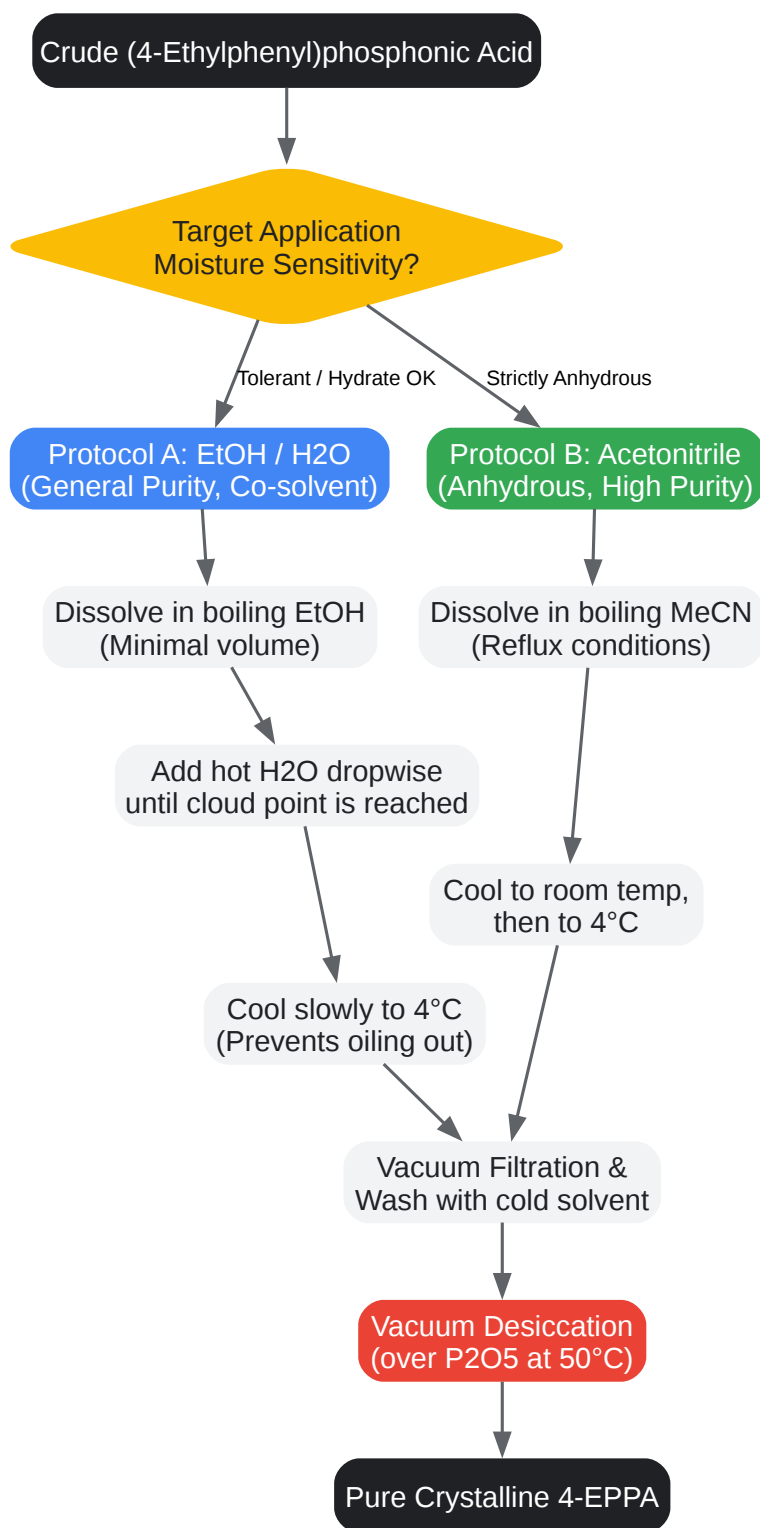 Crude (4-Ethylphenyl)phosphonic Acid
Target Application
Moisture Sensitivity?
Tolerant / Hydrate OK
Strictly Anhydrous
Protocol A: EtOH / H2O
(General Purity, Co-solvent)
Protocol B: Acetonitrile
(Anhydrous, High Purity)
Dissolve in boiling EtOH
(Minimal volume)
Dissolve in boiling MeCN
(Reflux conditions)
Add hot H2O dropwise
until cloud point is reached
Cool to room temp,
then to 4°C
Cool slowly to 4°C
(Prevents oiling out)
Vacuum Filtration &
Wash with cold solvent
Vacuum Desiccation
(over P2O5 at 50°C)
Pure Crystalline 4-EPPA